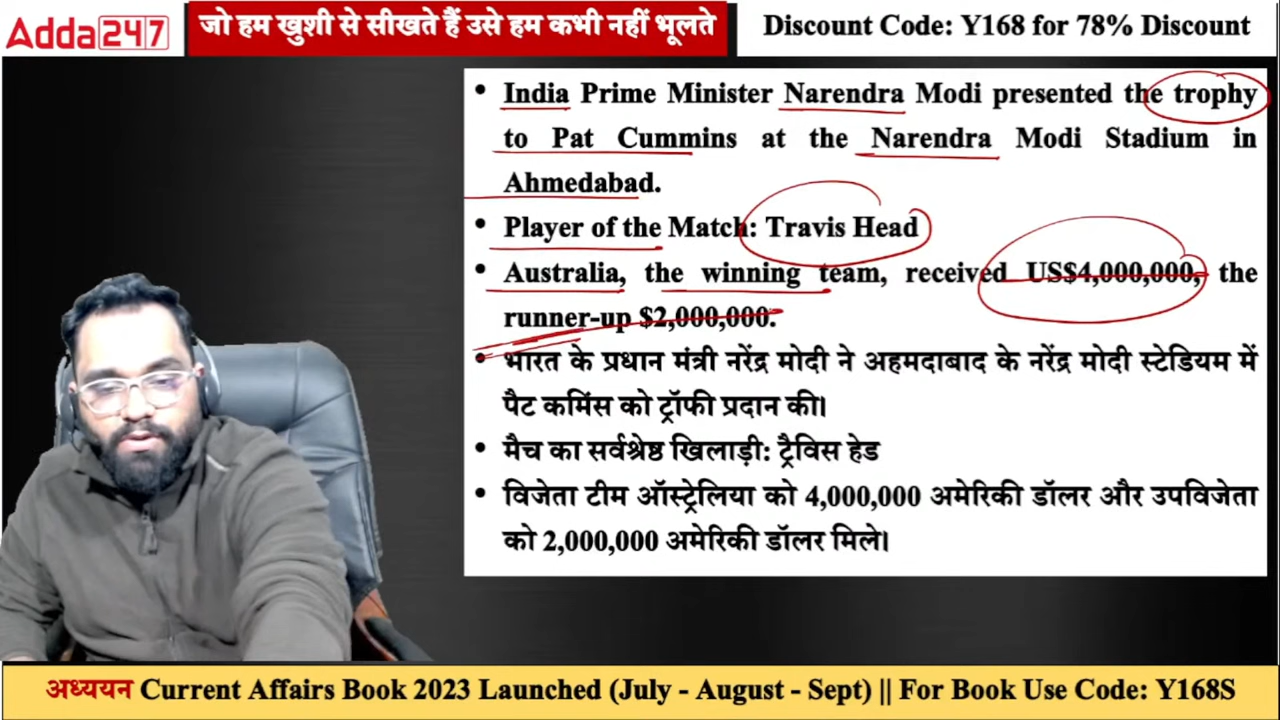 Adda247
जो हम खुशी से सीखते हैं उसे हम कभी नहीं भूलते
Discount Code: Y168 for 78% Discount
• India Prime Minister Narendra Modi presented the trophy
to Pat Cummins at the Narendra Modi Stadium in
Ahmedabad.
• Player of the Match: Travis Head
• Australia, the winning team, received US$4,000,000, the
runner-up $2,000,000.
• भारत के प्रधान मंत्री नरेंद्र मोदी ने अहमदाबाद के नरेंद्र मोदी स्टेडियम में
पैट कमिंस को ट्रॉफी प्रदान की।
• मैच का सर्वश्रेष्ठ खिलाड़ी: ट्रैविस हेड
• विजेता टीम ऑस्ट्रेलिया को 4,000,000 अमेरिकी डॉलर और उपविजेता
को 2,000,000 अमेरिकी डॉलर मिले।
अध्ययन Current Affairs Book 2023 Launched (July - August - Sept) || For Book Use Code: Y168S